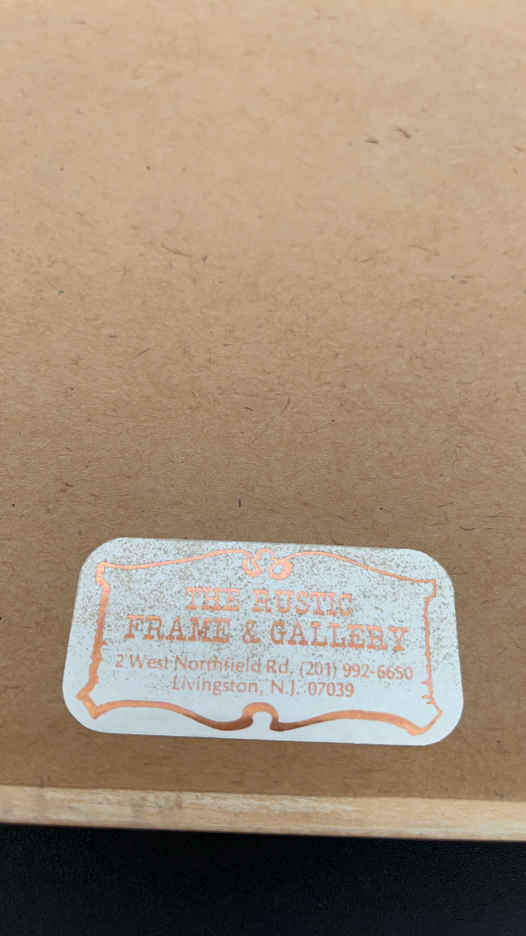 THE RUSTIC
FRAME & GALLERY
2 West Northfield Rd. (201) 992-6650
Livingston, N.J. 07039